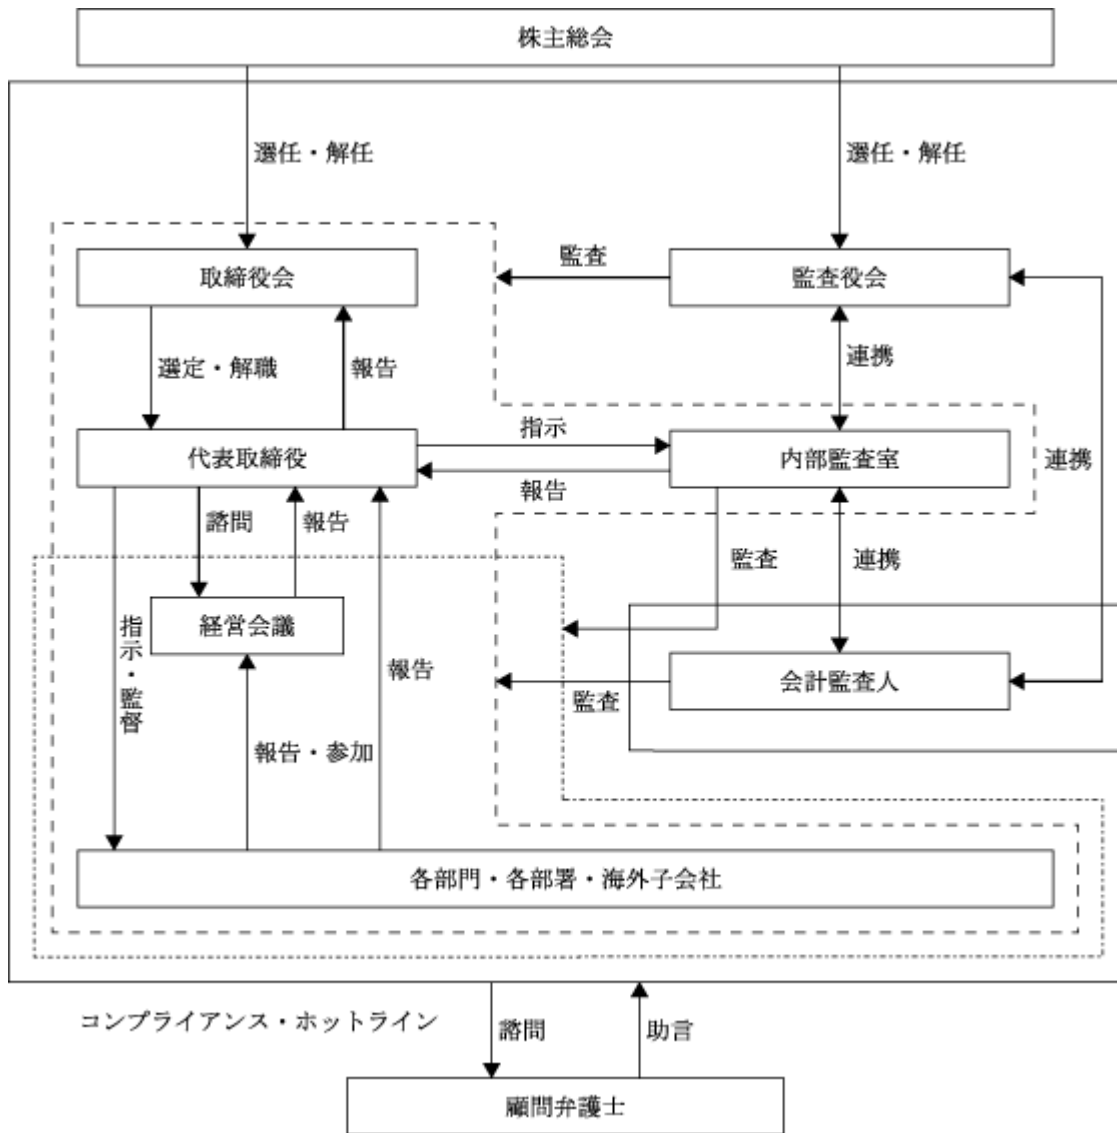 株主総会
選任・解任
選任・解任
取締役会
監査
監査役会
選定・解職
報告
連携
代表取締役
指示
報告
内部監査室
連携
諮問
報告
監査
連携
経営会議
指示・監督
報告
会計監査人
監査
報告・参加
各部門・各部署・海外子会社
コンプライアンス・ホットライン
諮問
助言
顧問弁護士